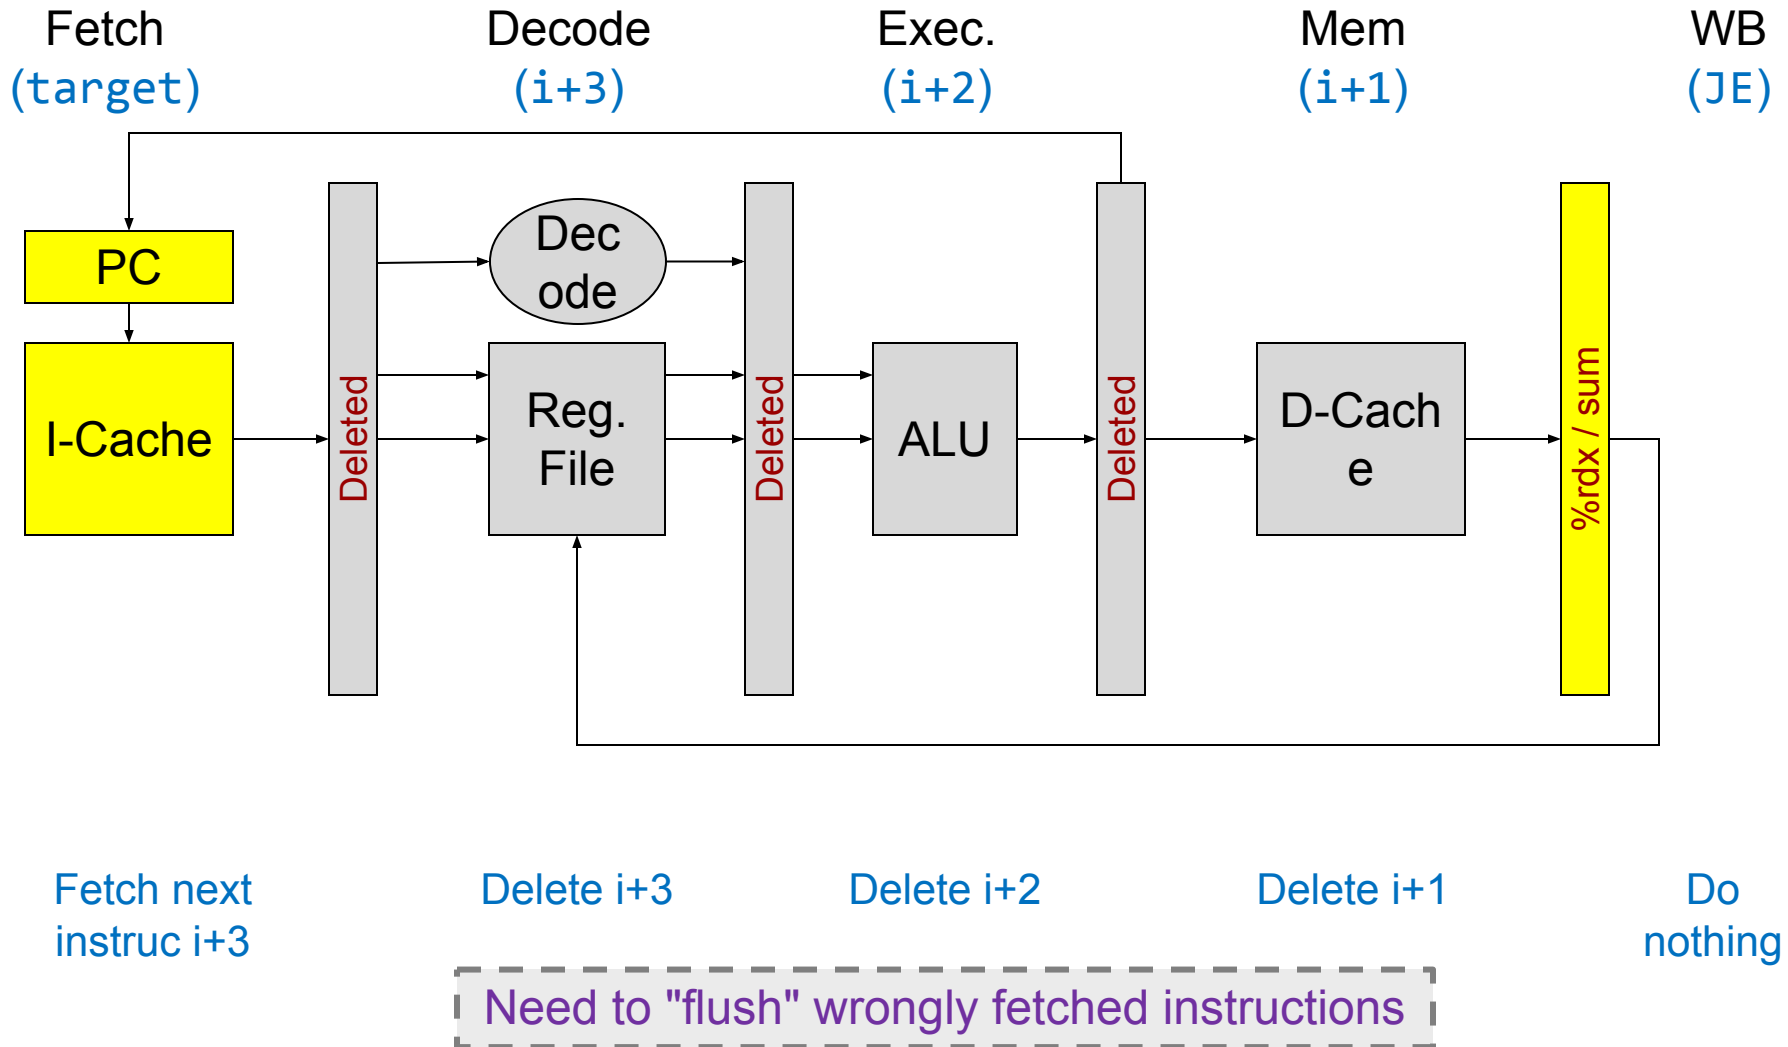 Fetch
(target)
Decode
(i+3)
Exec.
(i+2)
Mem
(i+1)
WB
(JE)
PC
I-Cache
Deleted
Dec
ode
Reg.
File
Deleted
ALU
Deleted
D-Cach
e
%rdx / sum
Fetch next
instruc i+3
Delete i+3
Delete i+2
Delete i+1
Do
nothing
Need to "flush" wrongly fetched instructions